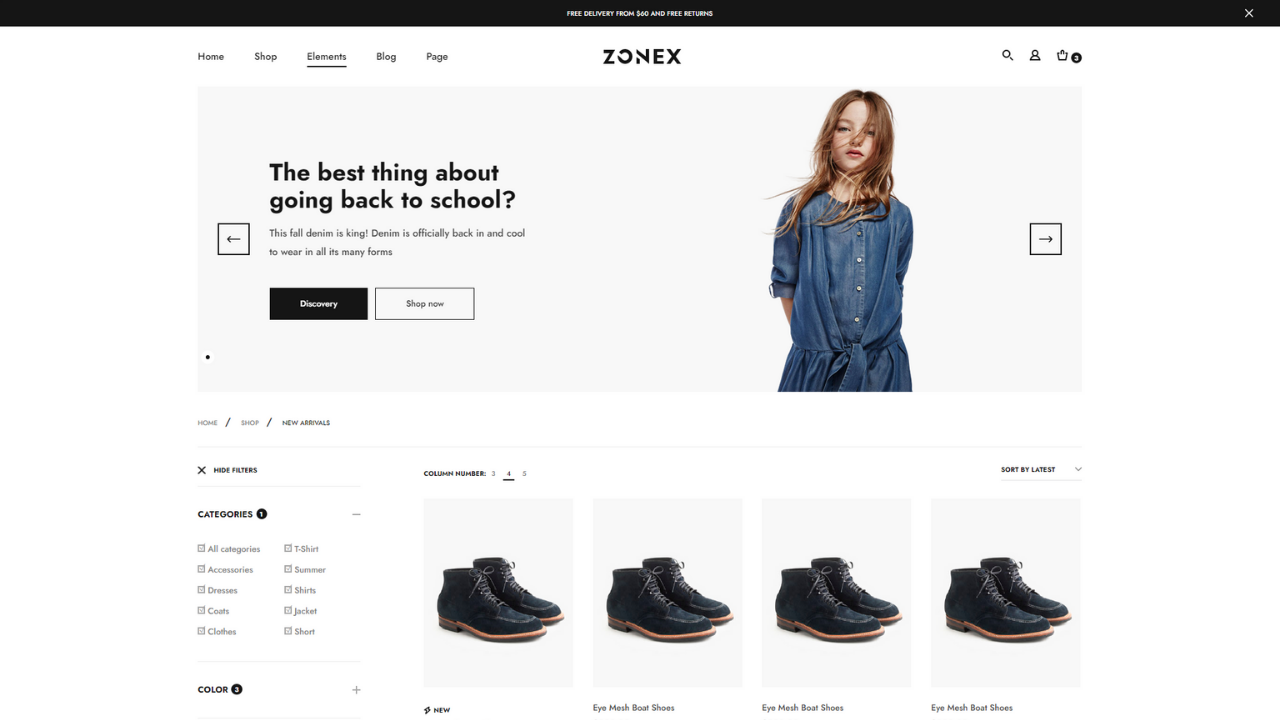 FREE DELIVERY FROM $60 AND FREE RETURNS
Home Shop Elements Blog Page
ZONEX
3
The best thing about
going back to school?
This fall denim is king! Denim is officially back in and cool
to wear in all its many forms
Discovery Shop now
HOME / SHOP / NEW ARRIVALS
HIDE FILTERS
COLUMN NUMBER: 3 4 5
SORT BY LATEST
CATEGORIES 1
All categories T-Shirt
Accessories Summer
Dresses Shirts
Coats Jacket
Clothes Short
COLOR 3
NEW
Eye Mesh Boat Shoes
Eye Mesh Boat Shoes
Eye Mesh Boat Shoes